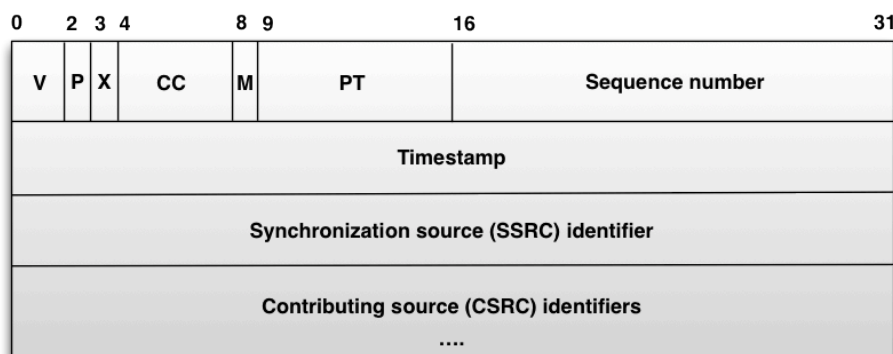 0 2 3 4 8 9 16 31
V P X CC M PT Sequence number
Timestamp
Synchronization source (SSRC) identifier
Contributing source (CSRC) identifiers
....